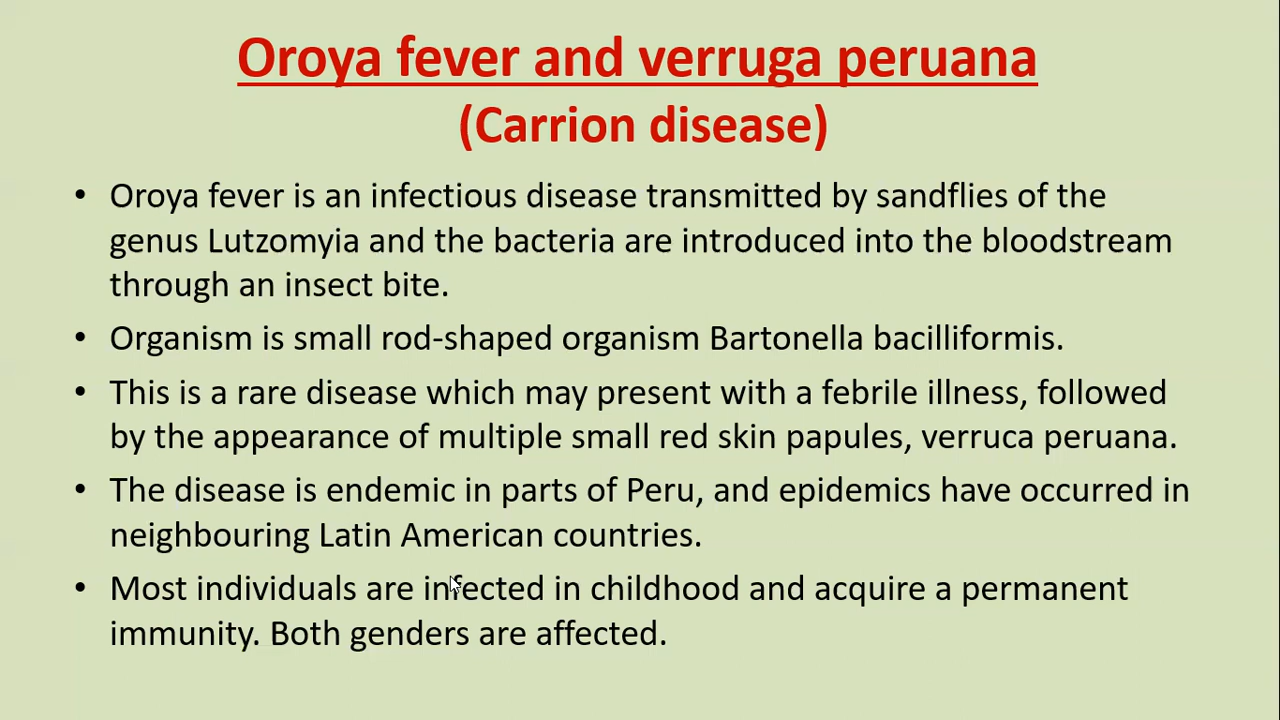 Oroya fever and verruga peruana
(Carrion disease)
• Oroya fever is an infectious disease transmitted by sandflies of the
genus Lutzomyia and the bacteria are introduced into the bloodstream
through an insect bite.
• Organism is small rod-shaped organism Bartonella bacilliformis.
• This is a rare disease which may present with a febrile illness, followed
by the appearance of multiple small red skin papules, verruca peruana.
• The disease is endemic in parts of Peru, and epidemics have occurred in
neighbouring Latin American countries.
• Most individuals are infected in childhood and acquire a permanent
immunity. Both genders are affected.